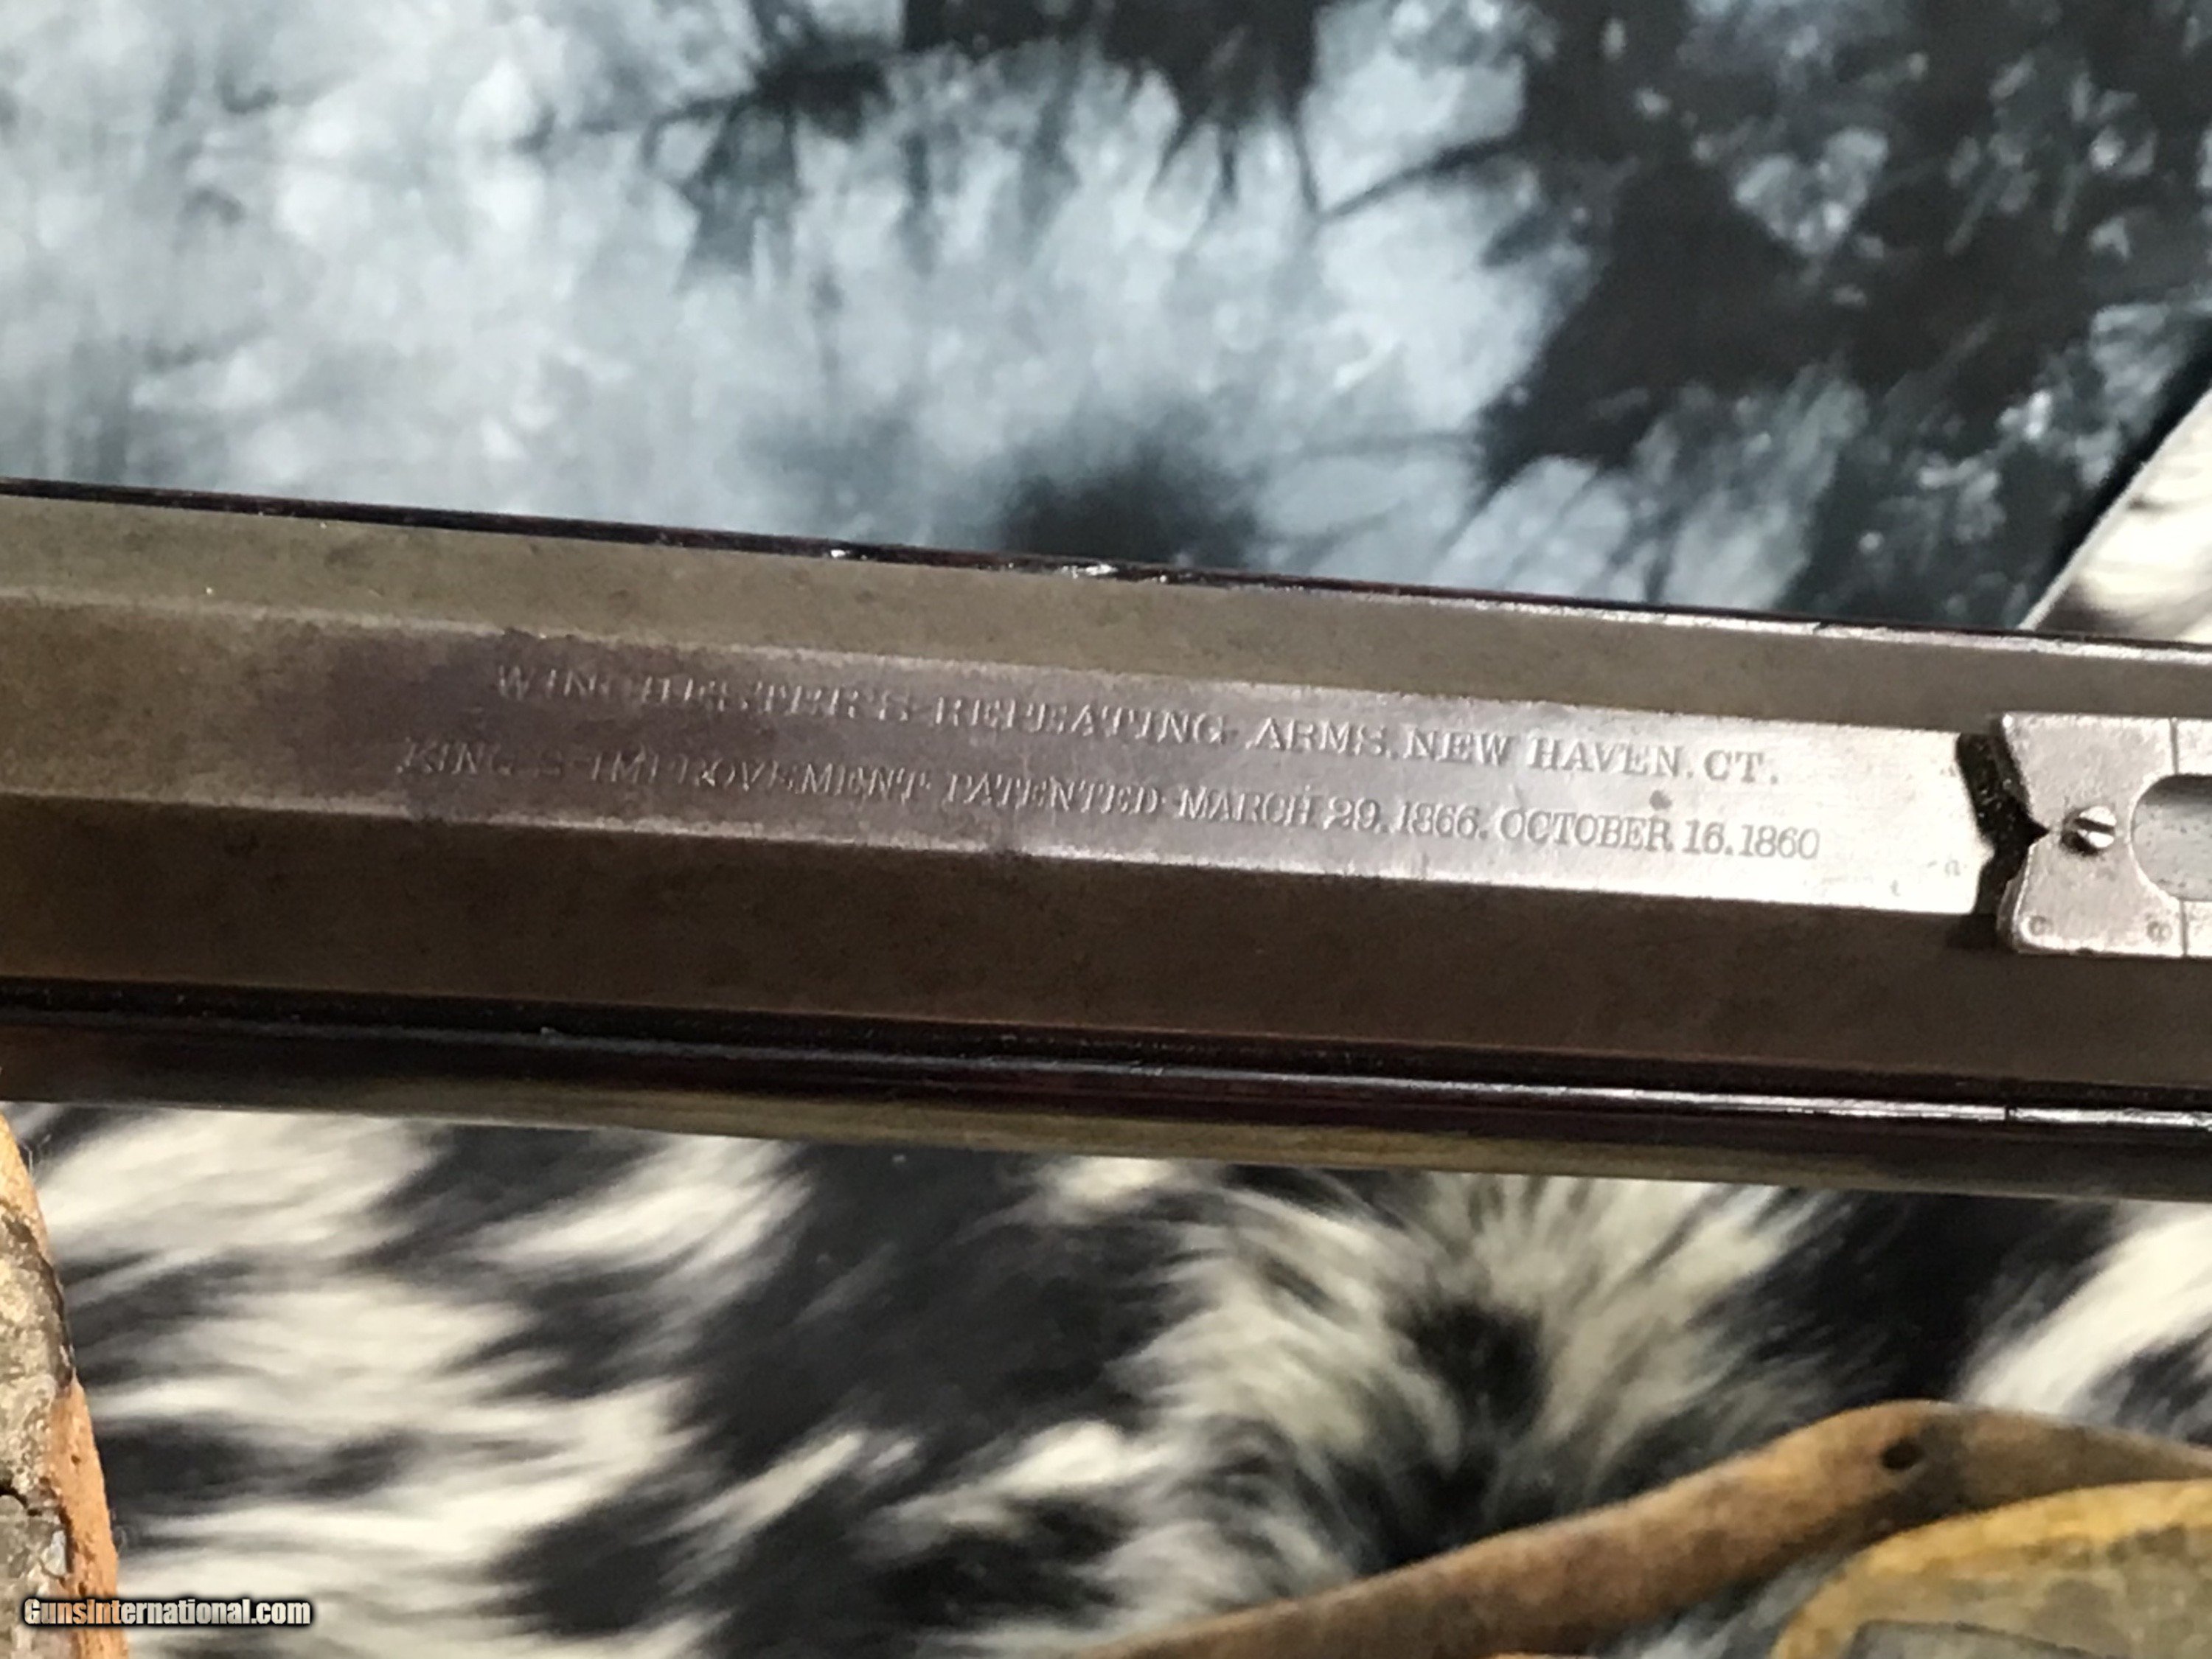 WINCHESTER'S-REPEATING-ARMS. NEW HAVEN. CT.
KING'S-IMPROVEMENT-PATENTED-MARCH 29. 1866. OCTOBER 16. 1860
GunsInternational.com